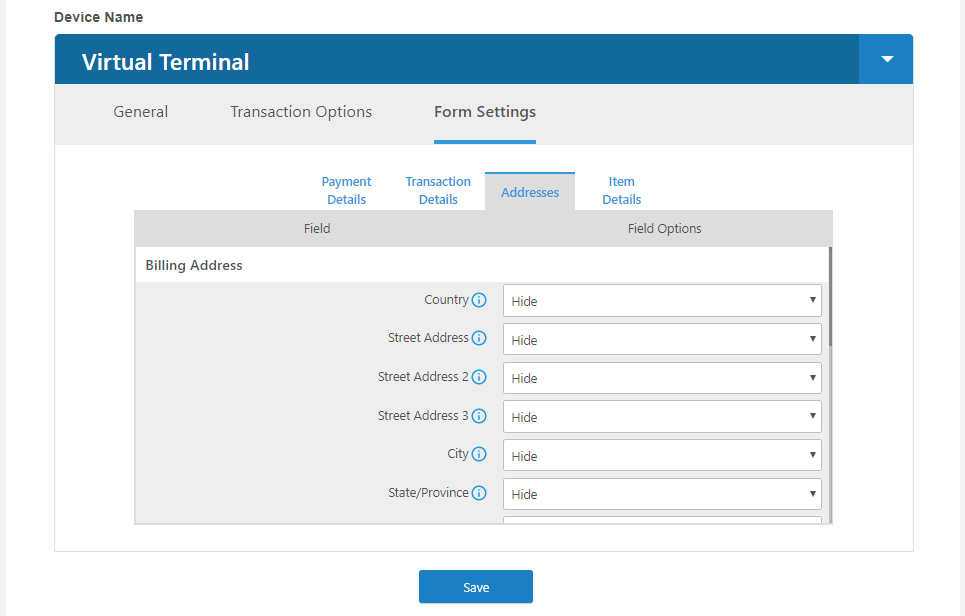 Device Name
Virtual Terminal
General Transaction Options Form Settings
Payment Details Transaction Details Addresses Item Details
Field Field Options
Billing Address
Country Hide
Street Address Hide
Street Address 2 Hide
Street Address 3 Hide
City Hide
State/Province Hide
Save